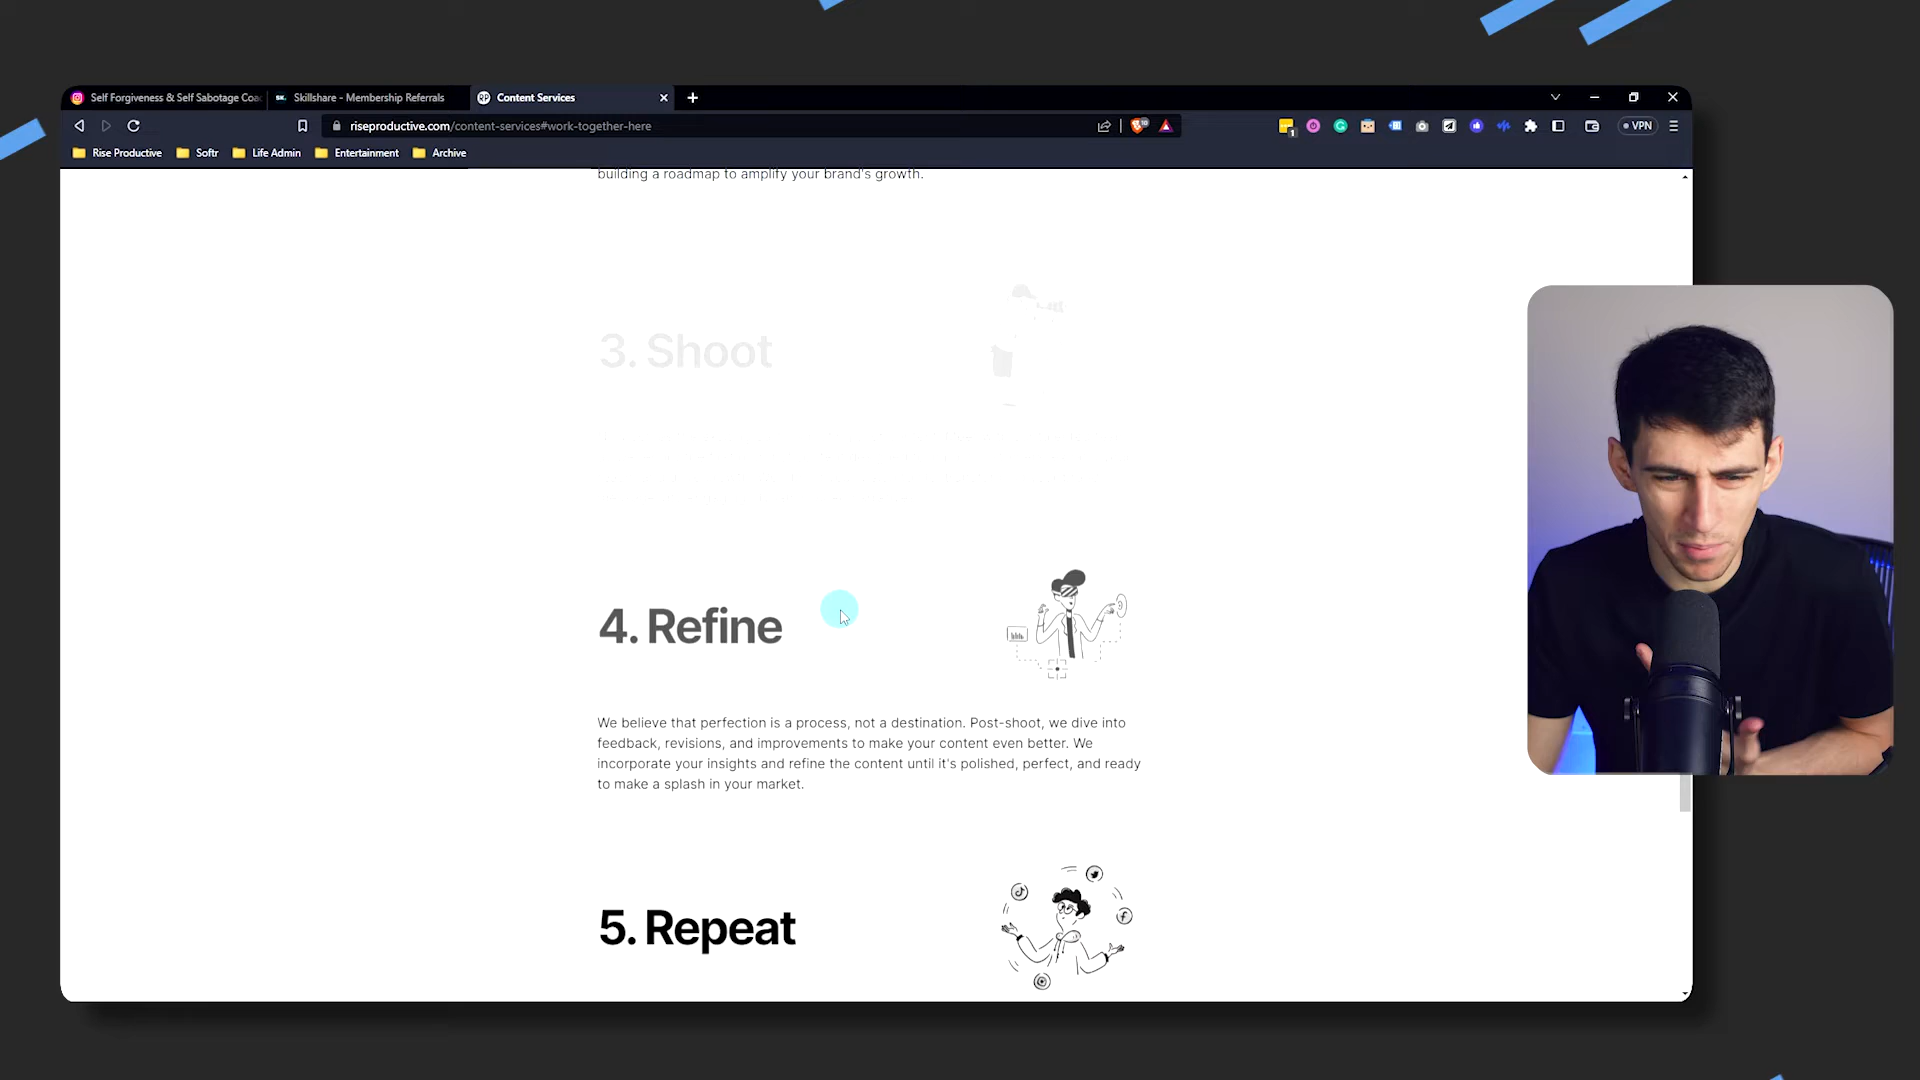 Self Forgiveness & Self Sabotage Coa
Skillshare - Membership Referrals
Content Services
riseproductive.com/content-services#work-together-here
VPN
Rise Productive
Softr
Life Admin
Entertainment
Archive
building a roadmap to amplify your brand's growth.
3. Shoot
4. Refine
We believe that perfection is a process, not a destination. Post-shoot, we dive into
feedback, revisions, and improvements to make your content even better. We
incorporate your insights and refine the content until it's polished, perfect, and ready
to make a splash in your market.
5. Repeat